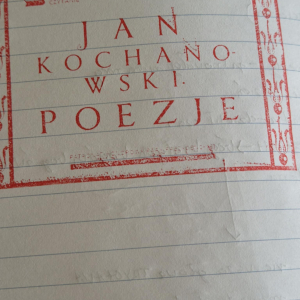 JAN
KOCHANO-
WSKI·
POEZJE